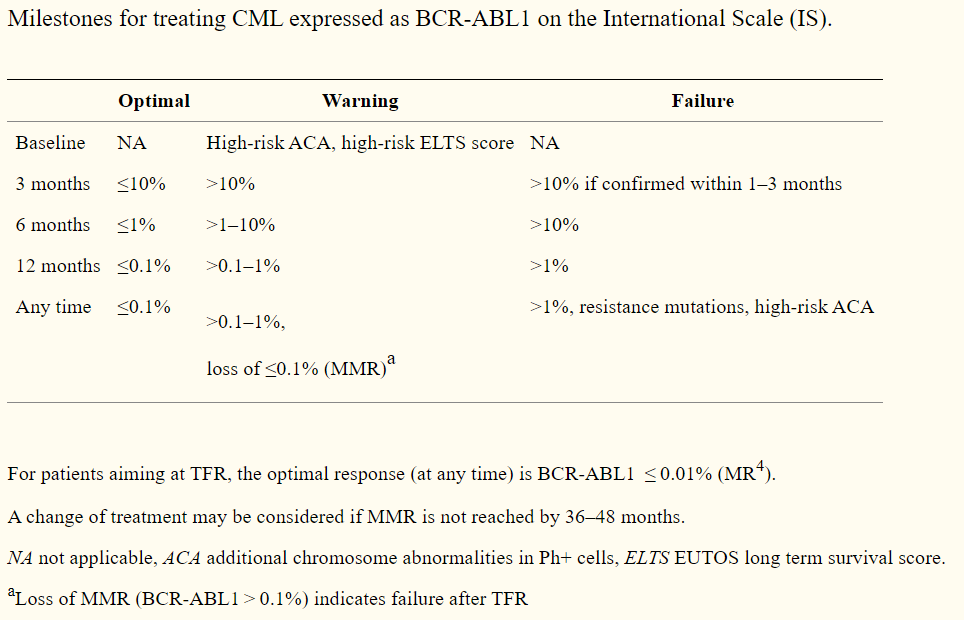 Milestones for treating CML expressed as BCR-ABL1 on the International Scale (IS).
Optimal Warning Failure
Baseline NA High-risk ACA, high-risk ELTS score NA
3 months ≤10% >10% >10% if confirmed within 1–3 months
6 months ≤1% >1–10% >10%
12 months ≤0.1% >0.1–1% >1%
Any time ≤0.1% >0.1–1%, >1%, resistance mutations, high-risk ACA
loss of ≤0.1% (MMR)ᵃ
For patients aiming at TFR, the optimal response (at any time) is BCR-ABL1 ≤0.01% (MR⁴).
A change of treatment may be considered if MMR is not reached by 36–48 months.
NA not applicable, ACA additional chromosome abnormalities in Ph+ cells, ELTS EUTOS long term survival score.
ᵃLoss of MMR (BCR-ABL1 > 0.1%) indicates failure after TFR